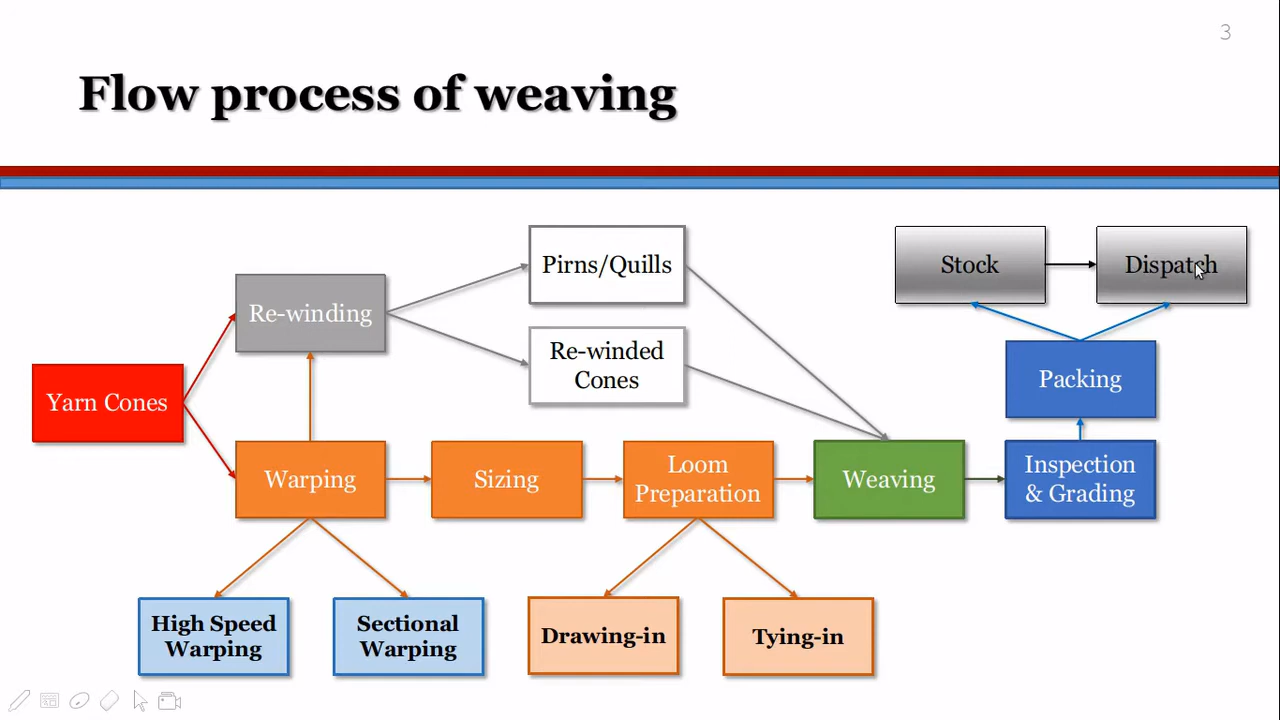 3
Flow process of weaving
Pirns/Quills
Stock
Dispatch
Re-winding
Re-winded
Cones
Packing
Yarn Cones
Warping
Sizing
Loom
Preparation
Weaving
Inspection
& Grading
High Speed
Warping
Sectional
Warping
Drawing-in
Tying-in